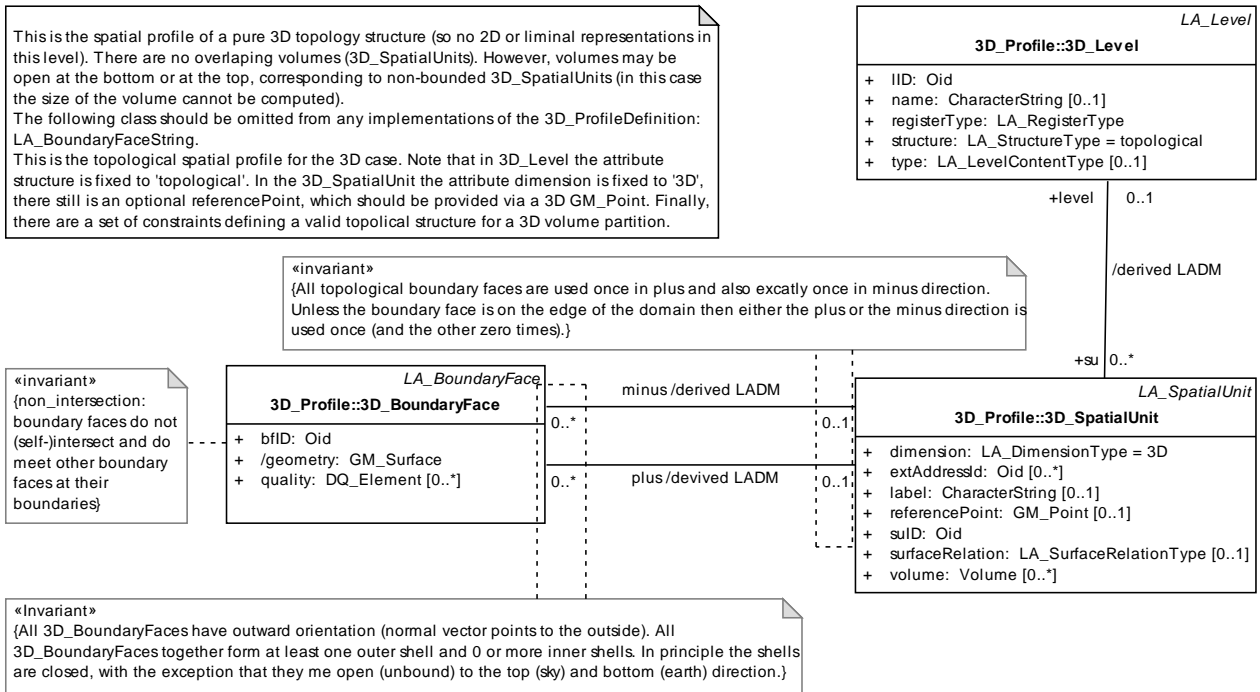 This is the spatial profile of a pure 3D topology structure (so no 2D or liminal representations in
this level). There are no overlaping volumes (3D_SpatialUnits). However, volumes may be
open at the bottom or at the top, corresponding to non-bounded 3D_SpatialUnits (in this case
the size of the volume cannot be computed).
The following class should be omitted from any implementations of the 3D_ProfileDefinition:
LA_BoundaryFaceString.
This is the topological spatial profile for the 3D case. Note that in 3D_Level the attribute
structure is fixed to 'topological'. In the 3D_SpatialUnit the attribute dimension is fixed to '3D',
there still is an optional referencePoint, which should be provided via a 3D GM_Point. Finally,
there are a set of constraints defining a valid topolical structure for a 3D volume partition.
LA_Level
3D_Profile::3D_Level
+ lID: Oid
+ name: CharacterString [0..1]
+ registerType: LA_RegisterType
+ structure: LA_StructureType = topological
+ type: LA_LevelContentType [0..1]
+level 0..1
/derived LADM
+su 0..*
«invariant»
{All topological boundary faces are used once in plus and also excatly once in minus direction.
Unless the boundary face is on the edge of the domain then either the plus or the minus direction is
used once (and the other zero times).}
«invariant»
{non_intersection:
boundary faces do not
(self-)intersect and do
meet other boundary
faces at their
boundaries}
LA_BoundaryFace
3D_Profile::3D_BoundaryFace
+ bfID: Oid
+ /geometry: GM_Surface
+ quality: DQ_Element [0..*]
minus /derived LADM
0..* 0..1
plus /devived LADM
0..* 0..1
LA_SpatialUnit
3D_Profile::3D_SpatialUnit
+ dimension: LA_DimensionType = 3D
+ extAddressId: Oid [0..*]
+ label: CharacterString [0..1]
+ referencePoint: GM_Point [0..1]
+ suID: Oid
+ surfaceRelation: LA_SurfaceRelationType [0..1]
+ volume: Volume [0..*]
«Invariant»
{All 3D_BoundaryFaces have outward orientation (normal vector points to the outside). All
3D_BoundaryFaces together form at least one outer shell and 0 or more inner shells. In principle the shells
are closed, with the exception that they me open (unbound) to the top (sky) and bottom (earth) direction.}